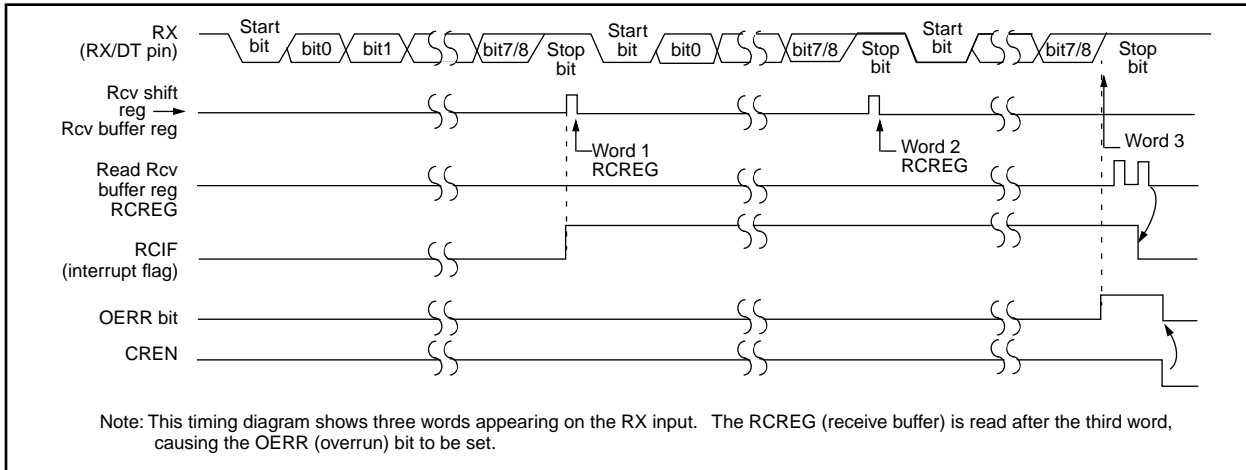 RX
(RX/DT pin)
Start
bit
bit0
bit1
bit7/8
Stop
bit
Start
bit
bit0
bit7/8
Stop
bit
Start
bit
bit7/8
Stop
bit
Rcv shift
reg
Rcv buffer reg
Word 1
RCREG
Word 2
RCREG
Word 3
Read Rcv
buffer reg
RCREG
RCIF
(interrupt flag)
OERR bit
CREN
Note: This timing diagram shows three words appearing on the RX input. The RCREG (receive buffer) is read after the third word,
causing the OERR (overrun) bit to be set.